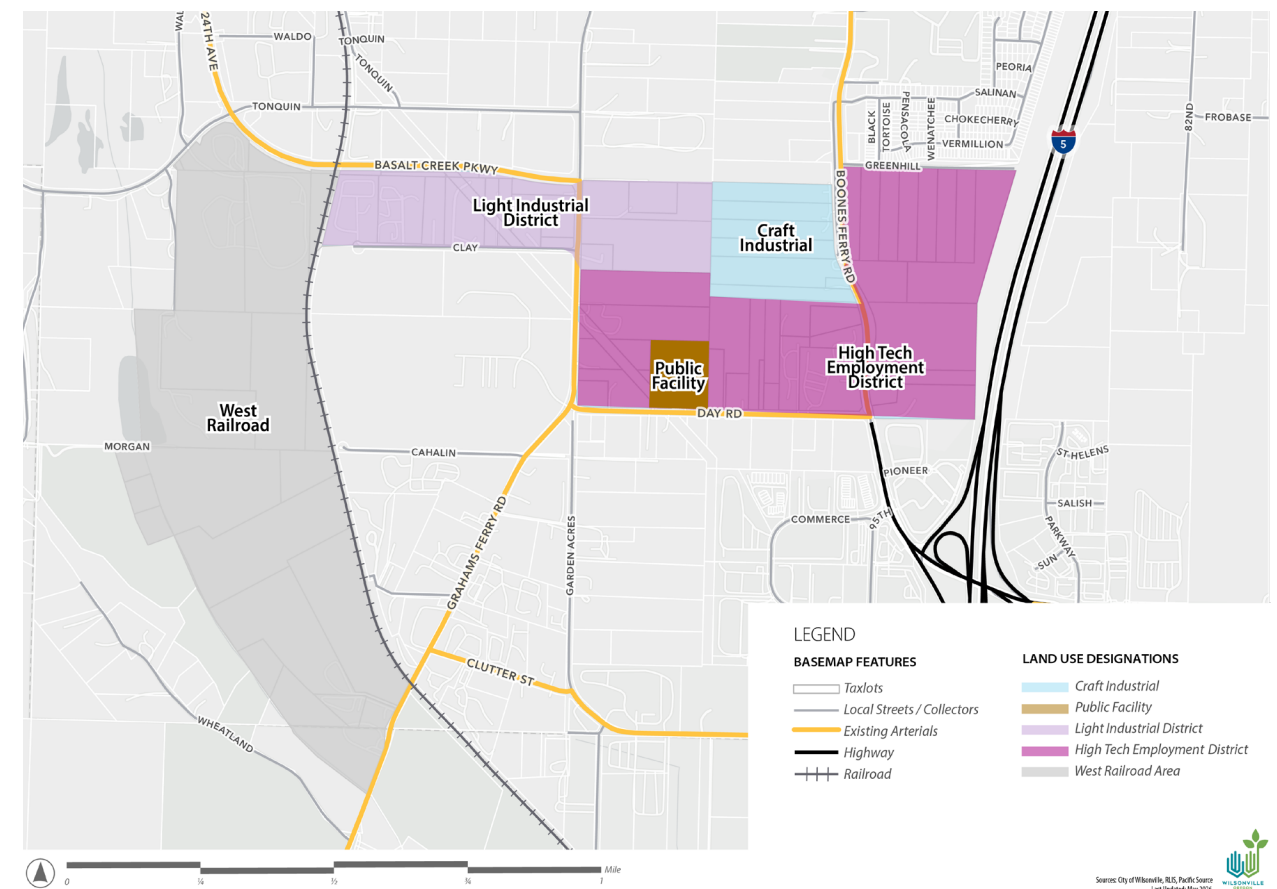 24TH AVE
WALDO
TONQUIN
TONQUIN
TONQUIN
BASALT CREEK PKWY
CLAY
Light Industrial
District
Craft
Industrial
BOONES FERRY RD
GREENHILL
BLACK
TORTOISE
PENSACOLA
WENATCHEE
PEORIA
SALINAN
CHOKECHERRY
VERMILLION
5
82ND
FROBASE
High Tech
Employment
District
Public
Facility
DAY RD
West
Railroad
MORGAN
CAHALIN
GRAHAMS FERRY RD
GARDEN ACRES
COMMERCE
95TH
PIONEER
ST HELENS
SALISH
PARKWAY
SUN
CLUTTER ST
WHEATLAND
LEGEND
BASEMAP FEATURES
Taxlots
Local Streets / Collectors
Existing Arterials
Highway
Railroad
LAND USE DESIGNATIONS
Craft Industrial
Public Facility
Light Industrial District
High Tech Employment District
West Railroad Area
0 ¼ ½ ¾ 1 Mile
Sources: City of Wilsonville, RLIS, Pacific Source
WILSONVILLE
OREGON